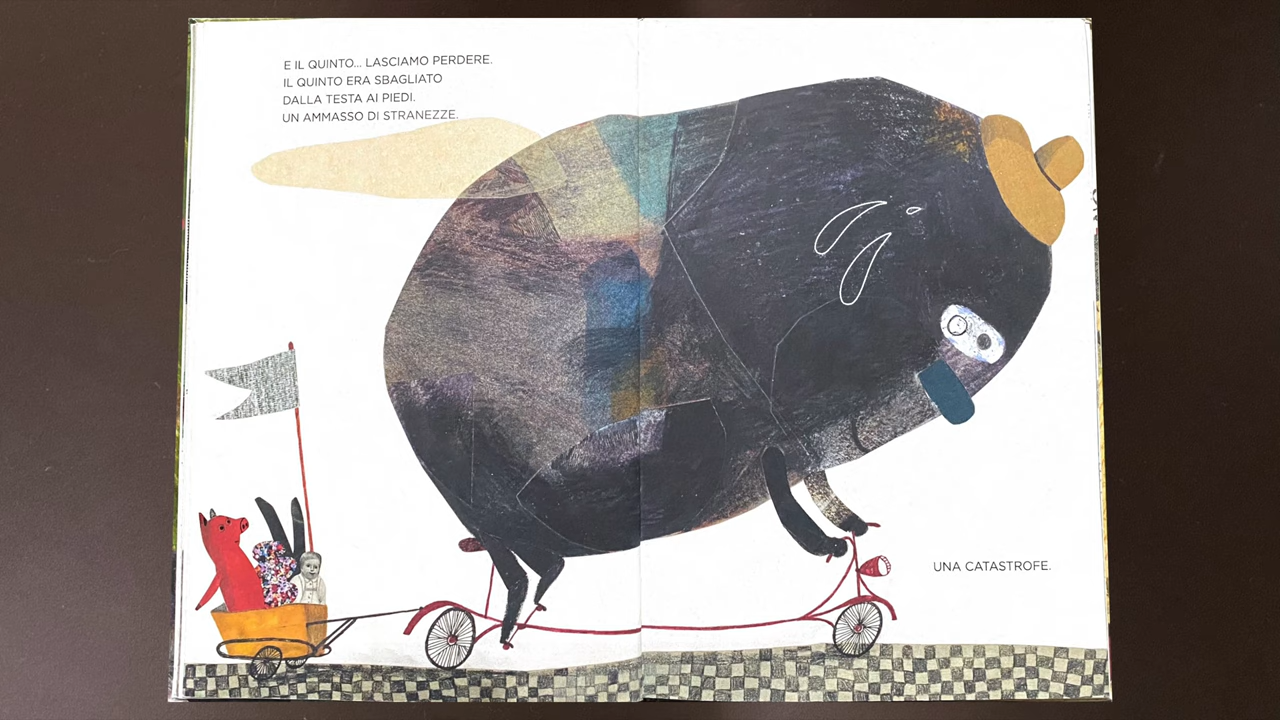 E IL QUINTO... LASCIAMO PERDERE.
IL QUINTO ERA SBAGLIATO
DALLA TESTA AI PIEDI.
UN AMMASSO DI STRANEZZE.
UNA CATASTROFE.